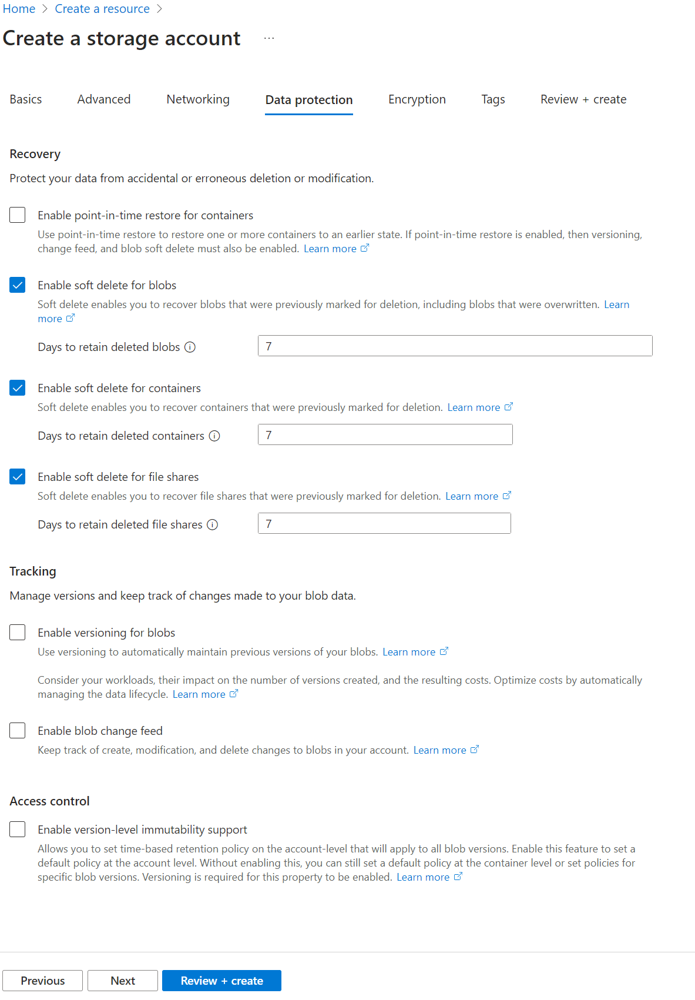 Home > Create a resource >
Create a storage account ...
Basics Advanced Networking Data protection Encryption Tags Review + create
Recovery
Protect your data from accidental or erroneous deletion or modification.
Enable point-in-time restore for containers
Use point-in-time restore to restore one or more containers to an earlier state. If point-in-time restore is enabled, then versioning,
change feed, and blob soft delete must also be enabled. Learn more
Enable soft delete for blobs
Soft delete enables you to recover blobs that were previously marked for deletion, including blobs that were overwritten. Learn
more
Days to retain deleted blobs 7
Enable soft delete for containers
Soft delete enables you to recover containers that were previously marked for deletion. Learn more
Days to retain deleted containers 7
Enable soft delete for file shares
Soft delete enables you to recover file shares that were previously marked for deletion. Learn more
Days to retain deleted file shares 7
Tracking
Manage versions and keep track of changes made to your blob data.
Enable versioning for blobs
Use versioning to automatically maintain previous versions of your blobs. Learn more
Consider your workloads, their impact on the number of versions created, and the resulting costs. Optimize costs by automatically
managing the data lifecycle. Learn more
Enable blob change feed
Keep track of create, modification, and delete changes to blobs in your account. Learn more
Access control
Enable version-level immutability support
Allows you to set time-based retention policy on the account-level that will apply to all blob versions. Enable this feature to set a
default policy at the account level. Without enabling this, you can still set a default policy at the container level or set policies for
specific blob versions. Versioning is required for this property to be enabled. Learn more
Previous Next Review + create